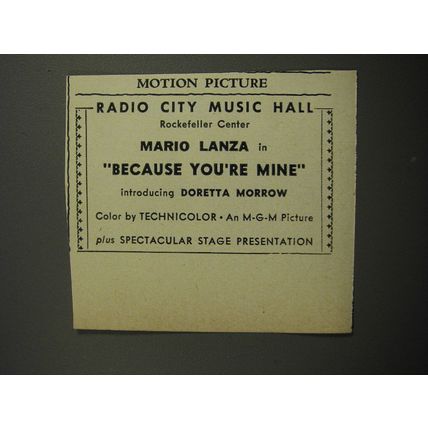 MOTION PICTURE
RADIO CITY MUSIC HALL
Rockefeller Center
MARIO LANZA in
"BECAUSE YOU'RE MINE"
introducing DORETTA MORROW
Color by TECHNICOLOR • An M-G-M Picture
plus SPECTACULAR STAGE PRESENTATION